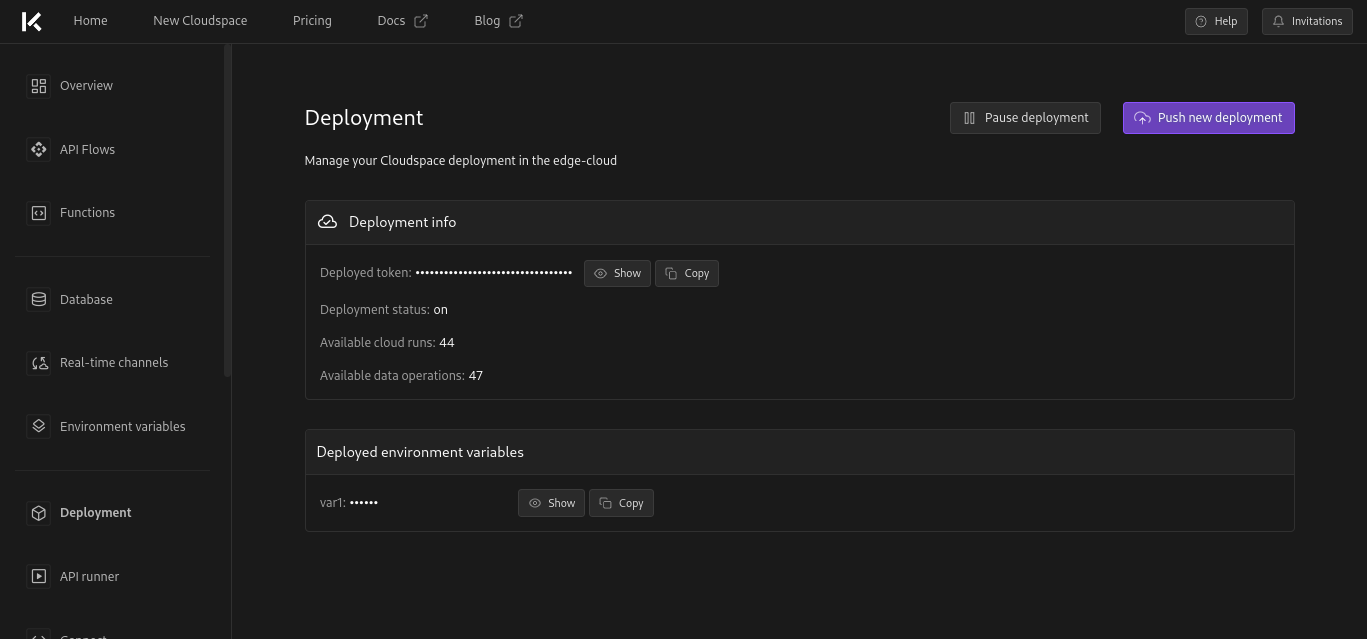 Home New Cloudspace Pricing Docs Blog Help Invitations
Overview
API Flows
Functions
Database
Real-time channels
Environment variables
Deployment
API runner
Connect
Deployment
Pause deployment
Push new deployment
Manage your Cloudspace deployment in the edge-cloud
Deployment info
Deployed token: ••••••••••••••••••••••••••••••••• Show Copy
Deployment status: on
Available cloud runs: 44
Available data operations: 47
Deployed environment variables
var1: •••••• Show Copy